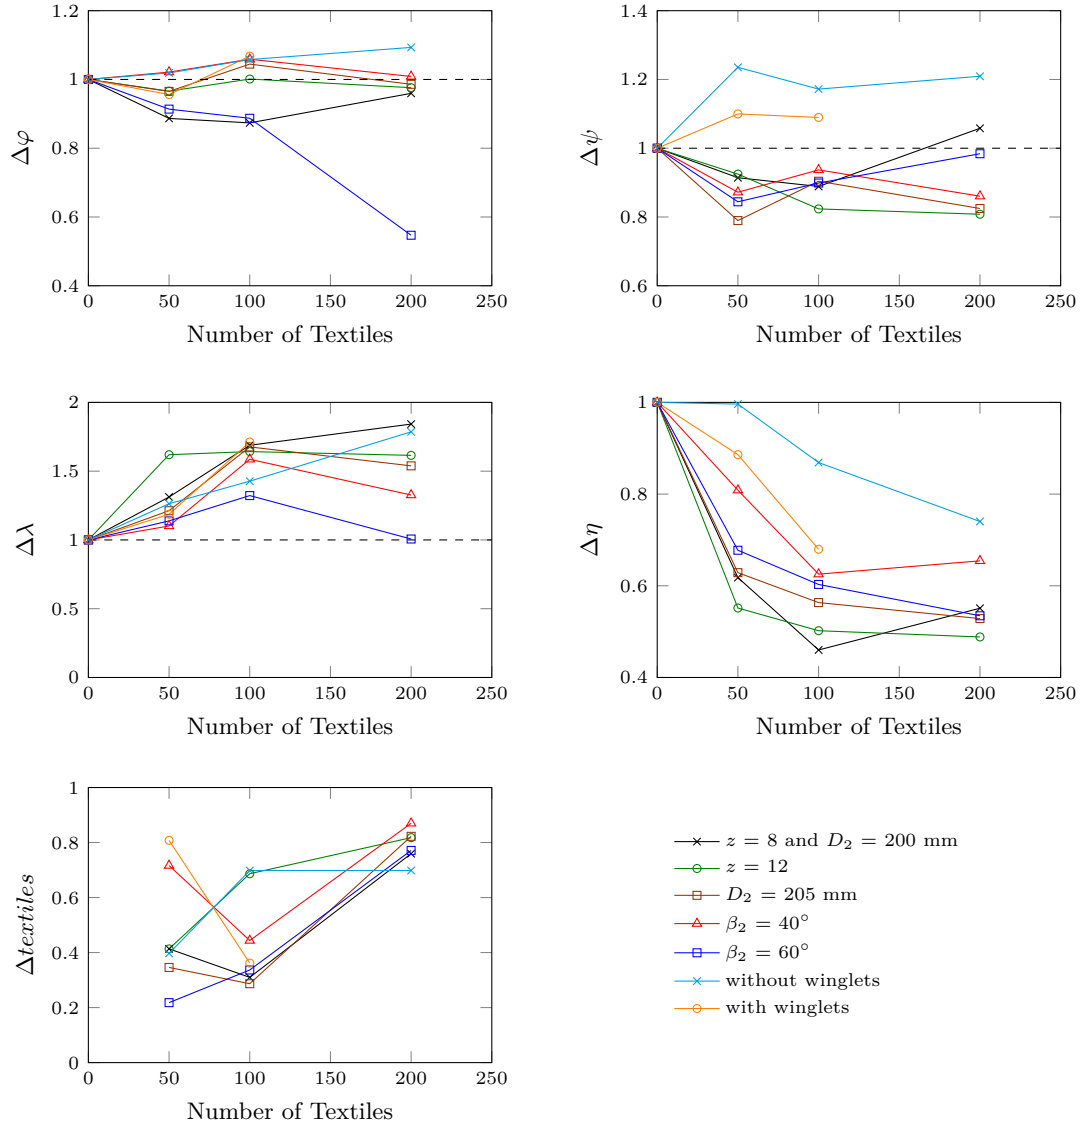 1.2
1
0.8
0.6
0.4
Δφ
0 50 100 150 200 250
Number of Textiles
1.4
1.2
1
0.8
0.6
Δψ
0 50 100 150 200 250
Number of Textiles
2
1.5
1
0.5
0
Δλ
0 50 100 150 200 250
Number of Textiles
1
0.8
0.6
0.4
Δη
0 50 100 150 200 250
Number of Textiles
1
0.8
0.6
0.4
0.2
0
Δtextiles
0 50 100 150 200 250
Number of Textiles
z = 8 and D₂ = 200 mm
z = 12
D₂ = 205 mm
β₂ = 40°
β₂ = 60°
without winglets
with winglets